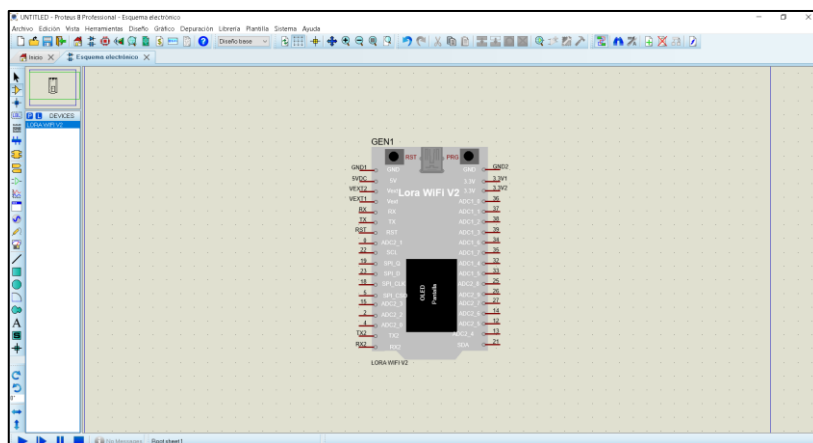 UNTITLED - Proteus 8 Professional - Esquema electrónico
Archivo Edición Vista Herramientas Diseño Gráfico Depuración Librería Plantilla Sistema Ayuda
Diseño base
Inicio Esquema electrónico
P L DEVICES
LORA WIFI V2
GEN1
RST PRG
GND1 GND GND GND2
5VDC 5V 3.3V 3.3V1
VEXT2 Vext 3.3V 3.3V2
Lora WiFi V2
VEXT1 Vext ADC1_0 36
RX RX ADC1_1 37
TX TX ADC1_2 38
RST RST ADC1_3 39
ADC2_1 ADC1_6 34
22 SCL ADC1_7 35
19 SPI_Q ADC1_4 32
23 SPI_D ADC1_5 33
18 SPI_CLK ADC2_8 25
5 SPI_CS0 ADC2_9 26
15 ADC2_3 ADC2_7 27
2 ADC2_2 ADC2_6 14
4 ADC2_0 ADC2_5 12
TX2 TX2 ADC2_4 13
RX2 RX2 SDA 21
OLED
Pantalla
LORA WIFI V2
0°
No Messages Root sheet 1